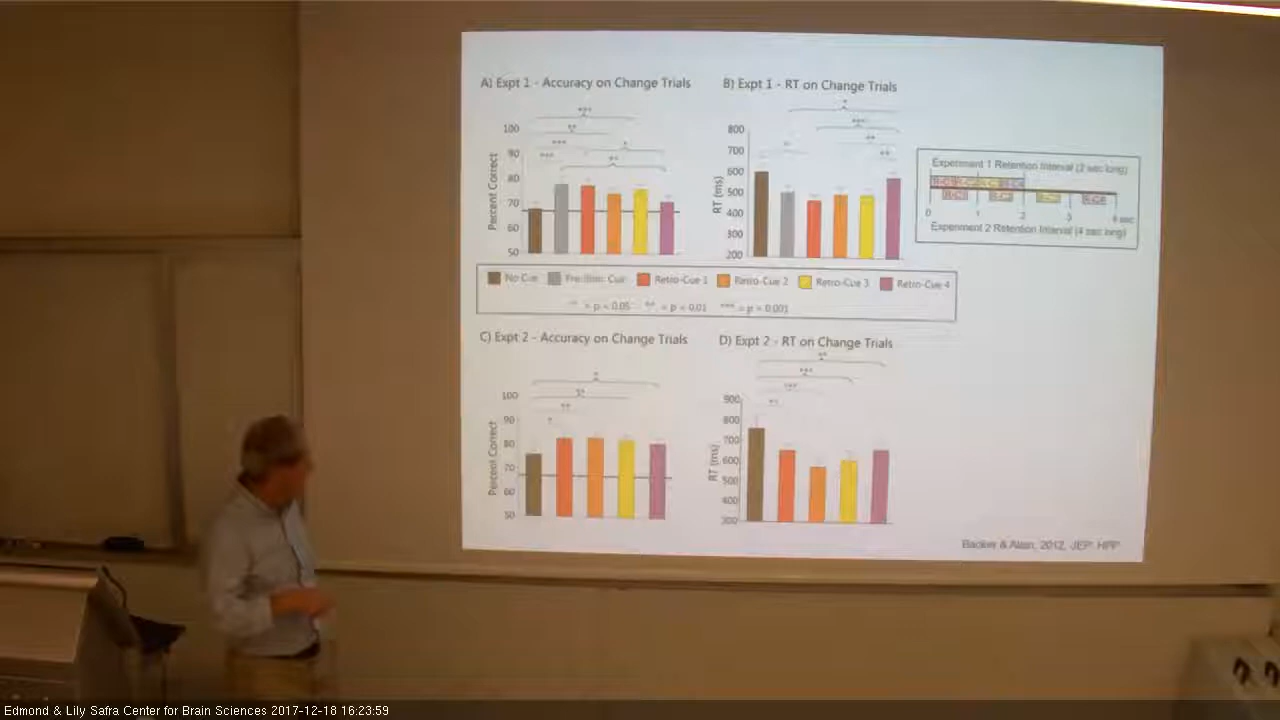 A) Expt 1 - Accuracy on Change Trials
B) Expt 1 - RT on Change Trials
***
**
***
***
*
**
Percent Correct
100
90
80
70
60
50
*
***
**
**
RT (ms)
800
700
600
500
400
300
200
Experiment 1 Retention Interval (2 sec long)
0
1
2
3
4 sec
Experiment 2 Retention Interval (4 sec long)
No Cue
Retro-Cue 1
Retro-Cue 2
Retro-Cue 3
Retro-Cue 4
* = p < 0.05 ** = p < 0.01 *** = p < 0.001
C) Expt 2 - Accuracy on Change Trials
D) Expt 2 - RT on Change Trials
*
**
**
*
Percent Correct
100
90
80
70
60
50
**
***
***
**
RT (ms)
900
800
700
600
500
400
300
Backer & Alain, 2012, JEP: HPP
Edmond & Lily Safra Center for Brain Sciences 2017-12-18 16:23:59